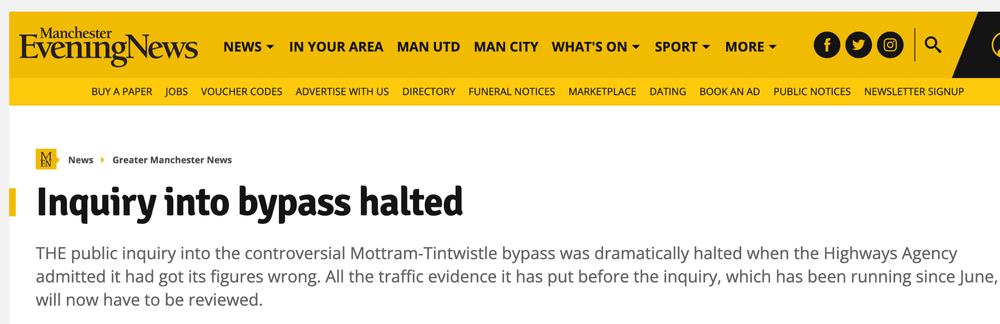 Manchester
EveningNews
NEWS IN YOUR AREA MAN UTD MAN CITY WHAT'S ON SPORT MORE
BUY A PAPER JOBS VOUCHER CODES ADVERTISE WITH US DIRECTORY FUNERAL NOTICES MARKETPLACE DATING BOOK AN AD PUBLIC NOTICES NEWSLETTER SIGNUP
M
EN
News Greater Manchester News
Inquiry into bypass halted
THE public inquiry into the controversial Mottram-Tintwistle bypass was dramatically halted when the Highways Agency
admitted it had got its figures wrong. All the traffic evidence it has put before the inquiry, which has been running since June,
will now have to be reviewed.